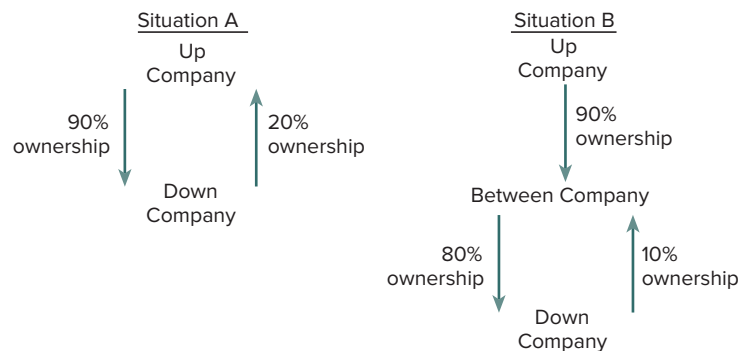 Situation A
Up
Company
90%
ownership
20%
ownership
Down
Company
Situation B
Up
Company
90%
ownership
Between Company
80%
ownership
10%
ownership
Down
Company